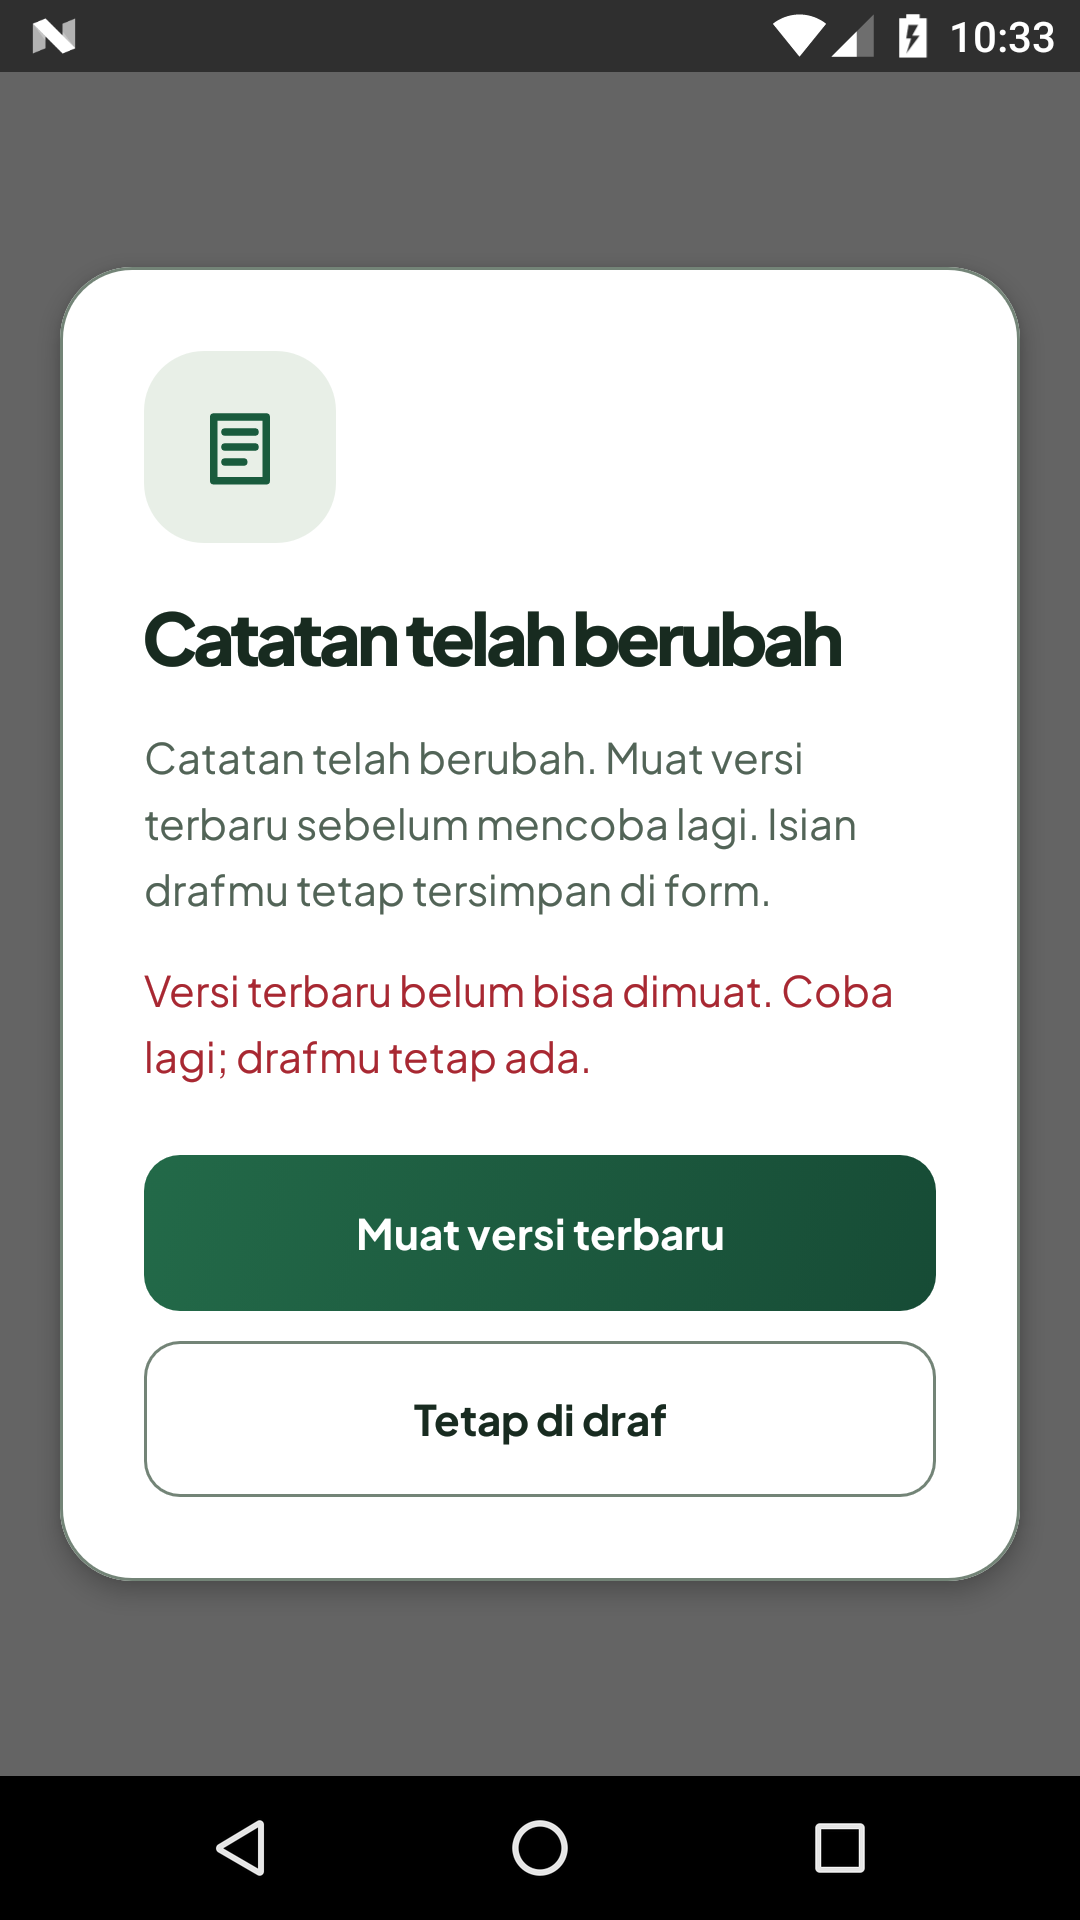 10:33
Catatan telah berubah
Catatan telah berubah. Muat versi
terbaru sebelum mencoba lagi. Isian
drafmu tetap tersimpan di form.
Versi terbaru belum bisa dimuat. Coba
lagi; drafmu tetap ada.
Muat versi terbaru
Tetap di draf